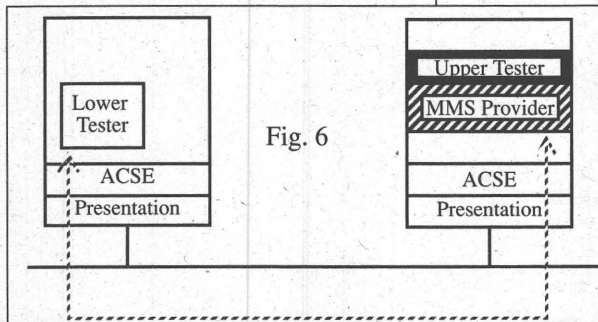 Lower
Tester
ACSE
Presentation
Fig. 6
Upper Tester
MMS Provider
ACSE
Presentation